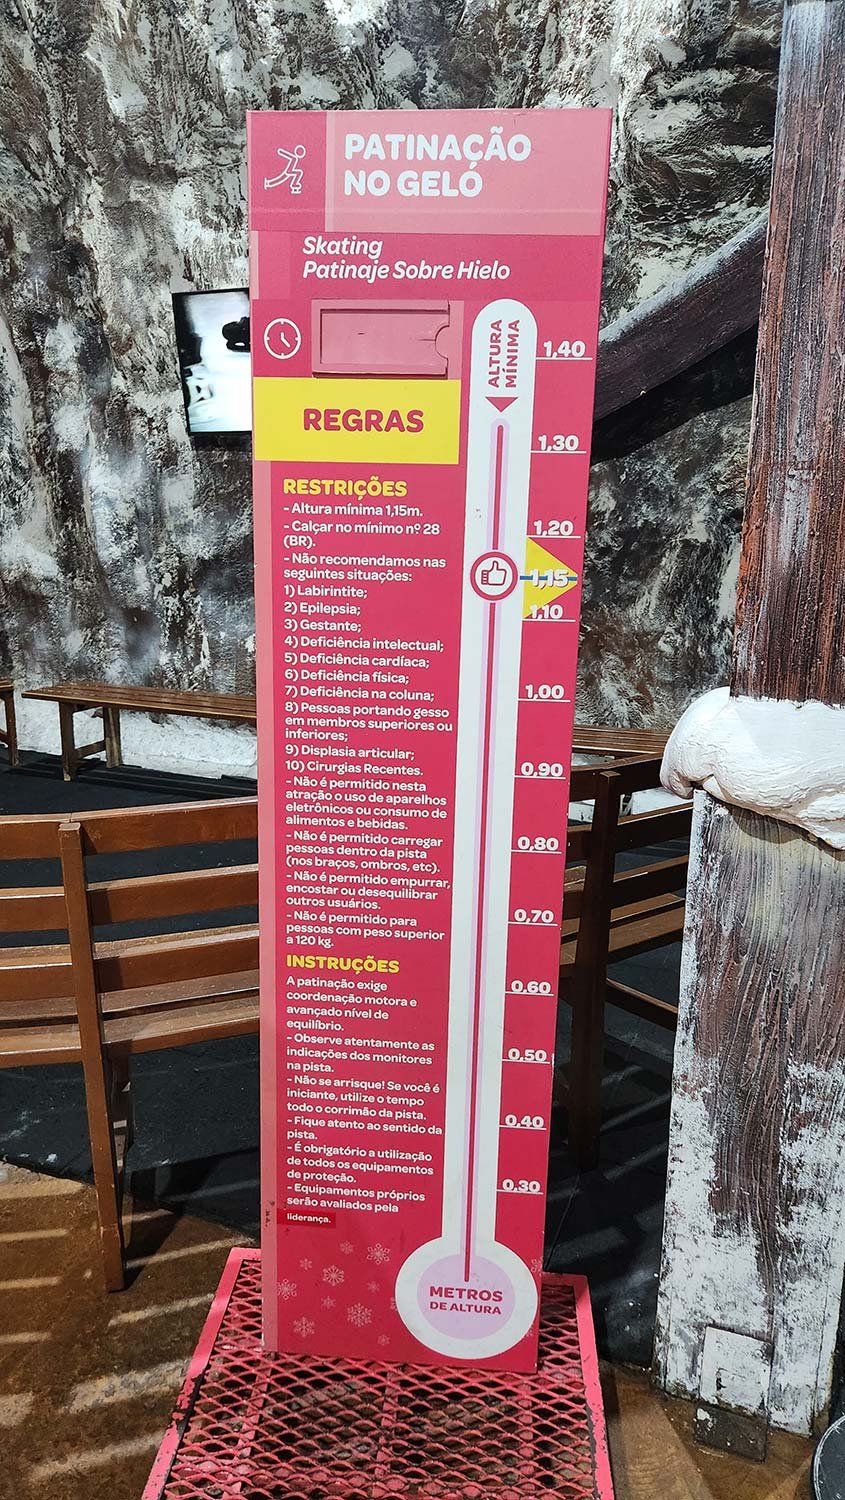 PATINAÇÃO
NO GELO
Skating
Patinaje Sobre Hielo
REGRAS
RESTRIÇÕES
- Altura mínima 1,15m.
- Calçar no mínimo nº 28
(BR).
- Não recomendamos nas
seguintes situações:
1) Labirintite;
2) Epilepsia;
3) Gestante;
4) Deficiência intelectual;
5) Deficiência cardíaca;
6) Deficiência física;
7) Deficiência na coluna;
8) Pessoas portando gesso
em membros superiores ou
inferiores;
9) Displasia articular;
10) Cirurgias Recentes.
- Não é permitido nesta
atração o uso de aparelhos
eletrônicos ou consumo de
alimentos e bebidas.
- Não é permitido carregar
pessoas dentro da pista
(nos braços, ombros, etc).
- Não é permitido empurrar,
encostar ou desequilibrar
outros usuários.
- Não é permitido para
pessoas com peso superior
a 120 kg.
INSTRUÇÕES
A patinação exige
coordenação motora e
avançado nível de
equilíbrio.
- Observe atentamente as
indicações dos monitores
na pista.
- Não se arrisque! Se você é
iniciante, utilize o tempo
todo o corrimão da pista.
- Fique atento ao sentido da
pista.
- É obrigatório a utilização
de todos os equipamentos
de proteção.
- Equipamentos próprios
serão avaliados pela
liderança.
ALTURA
MÍNIMA
1,40
1,30
1,20
1,15
1,10
1,00
0,90
0,80
0,70
0,60
0,50
0,40
0,30
METROS
DE ALTURA